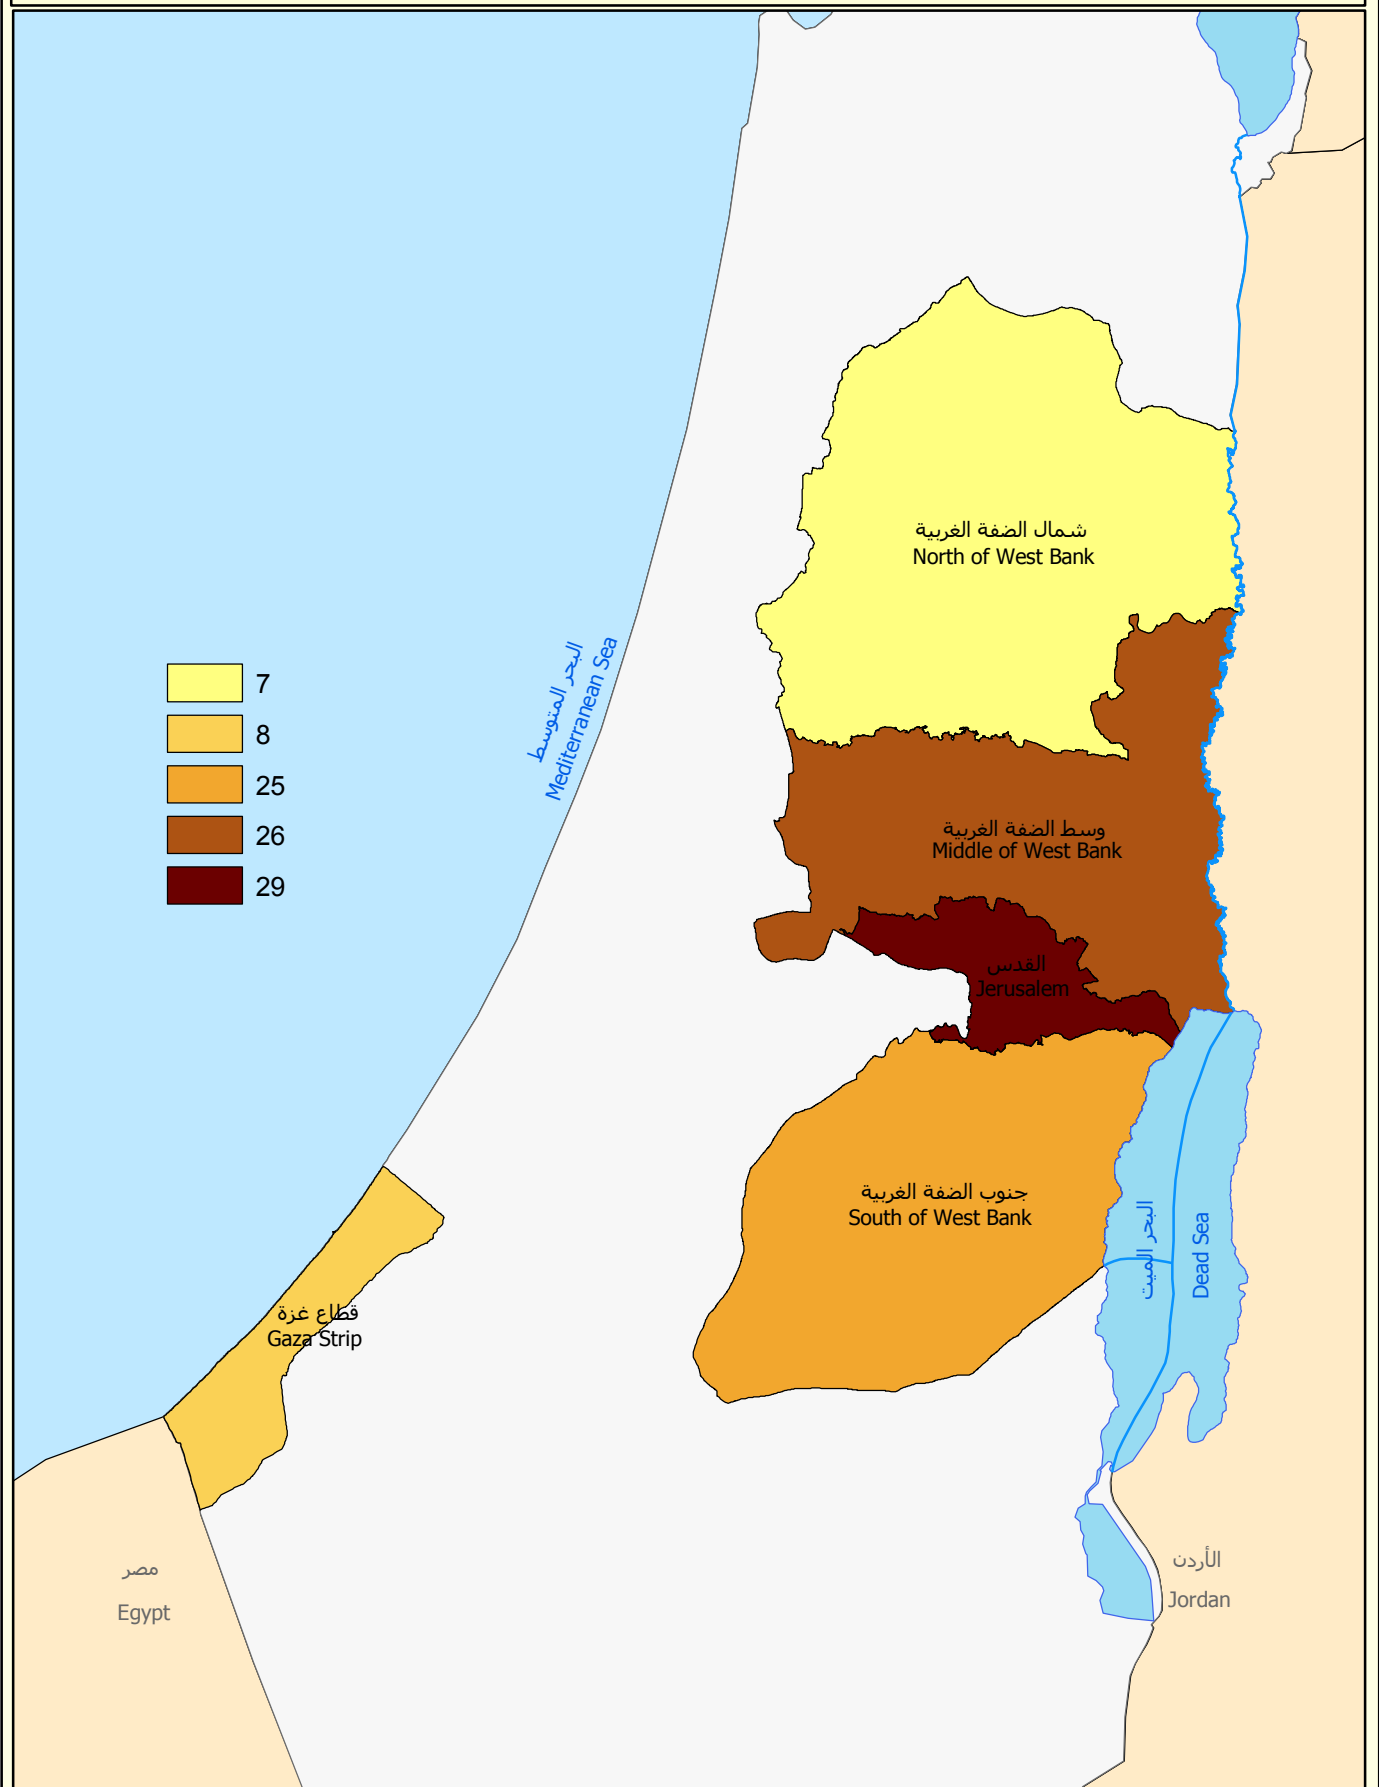 شمال الضفة الغربية
North of West Bank
البحر المتوسط
Mediterranean Sea
7
8
25
26
29
وسط الضفة الغربية
Middle of West Bank
القدس
Jerusalem
جنوب الضفة الغربية
South of West Bank
البحر الميت
Dead Sea
قطاع غزة
Gaza Strip
مصر
Egypt
الأردن
Jordan